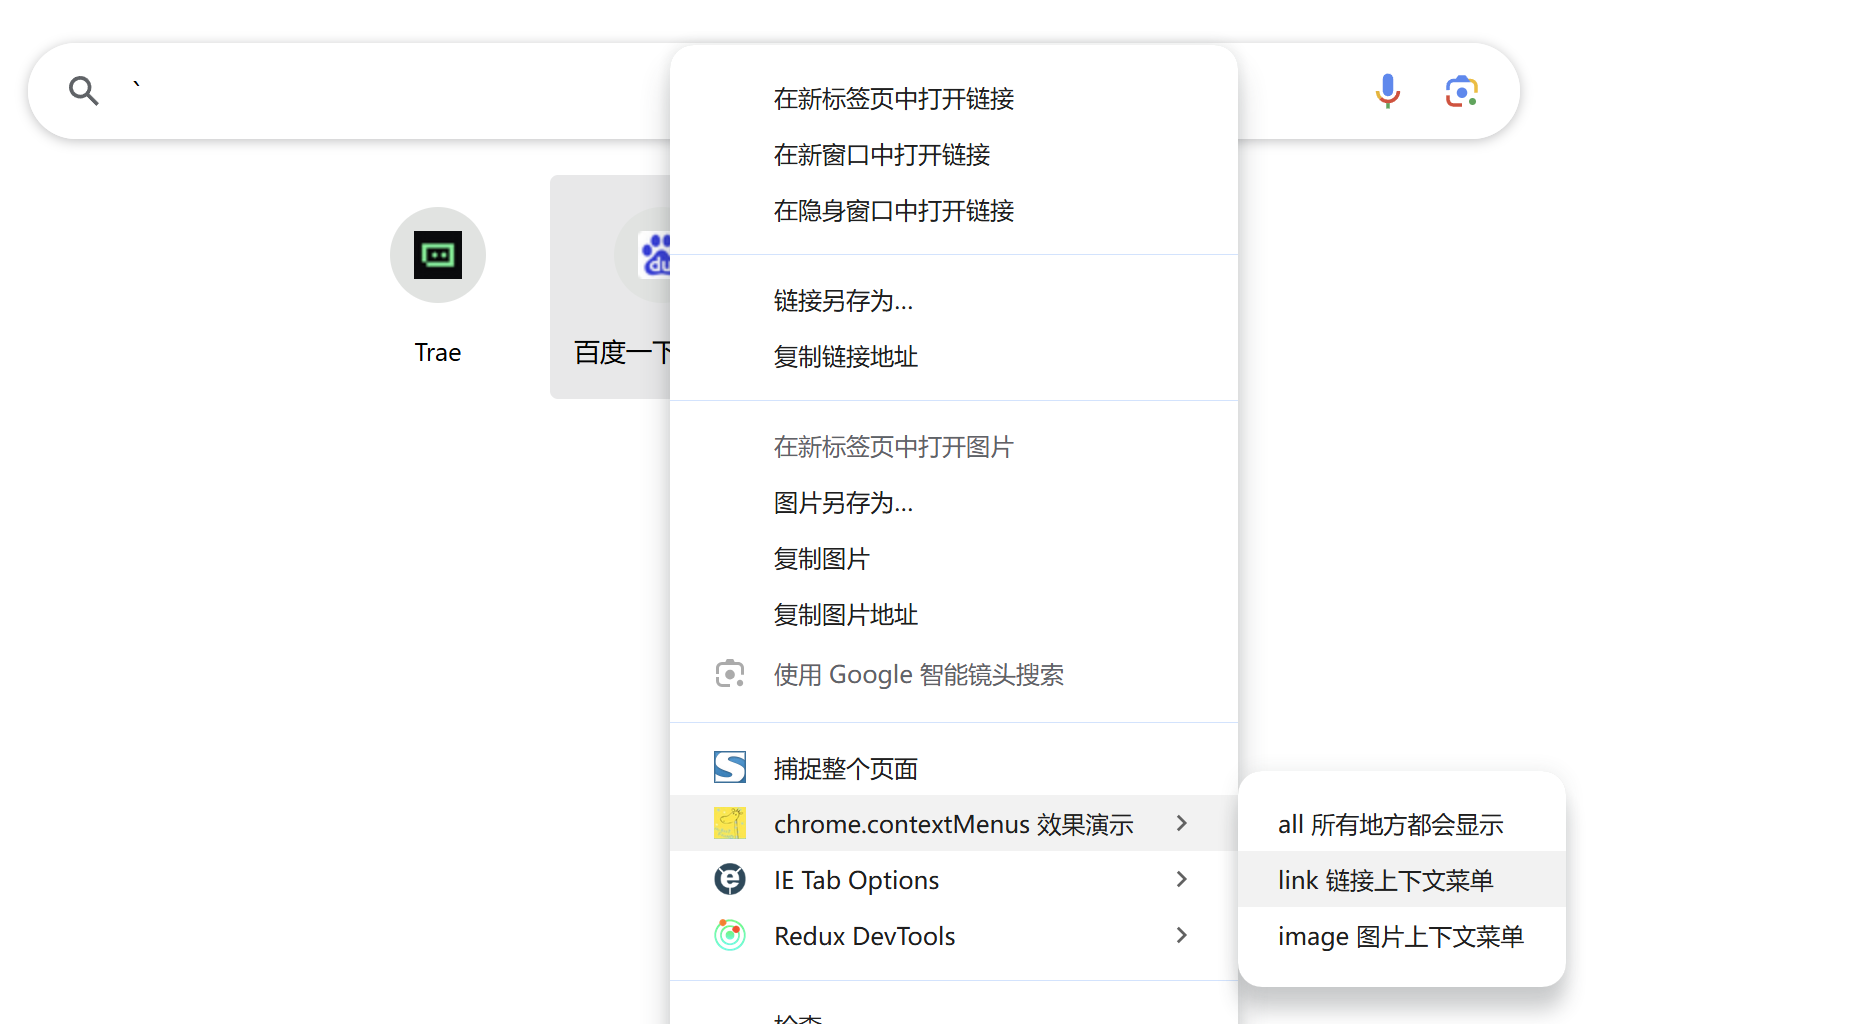 `
在新标签页中打开链接
在新窗口中打开链接
在隐身窗口中打开链接
链接另存为...
复制链接地址
在新标签页中打开图片
图片另存为...
复制图片
复制图片地址
使用 Google 智能镜头搜索
捕捉整个页面
chrome.contextMenus 效果演示
IE Tab Options
Redux DevTools
检查
all 所有地方都会显示
link 链接上下文菜单
image 图片上下文菜单
Trae
du
百度一下